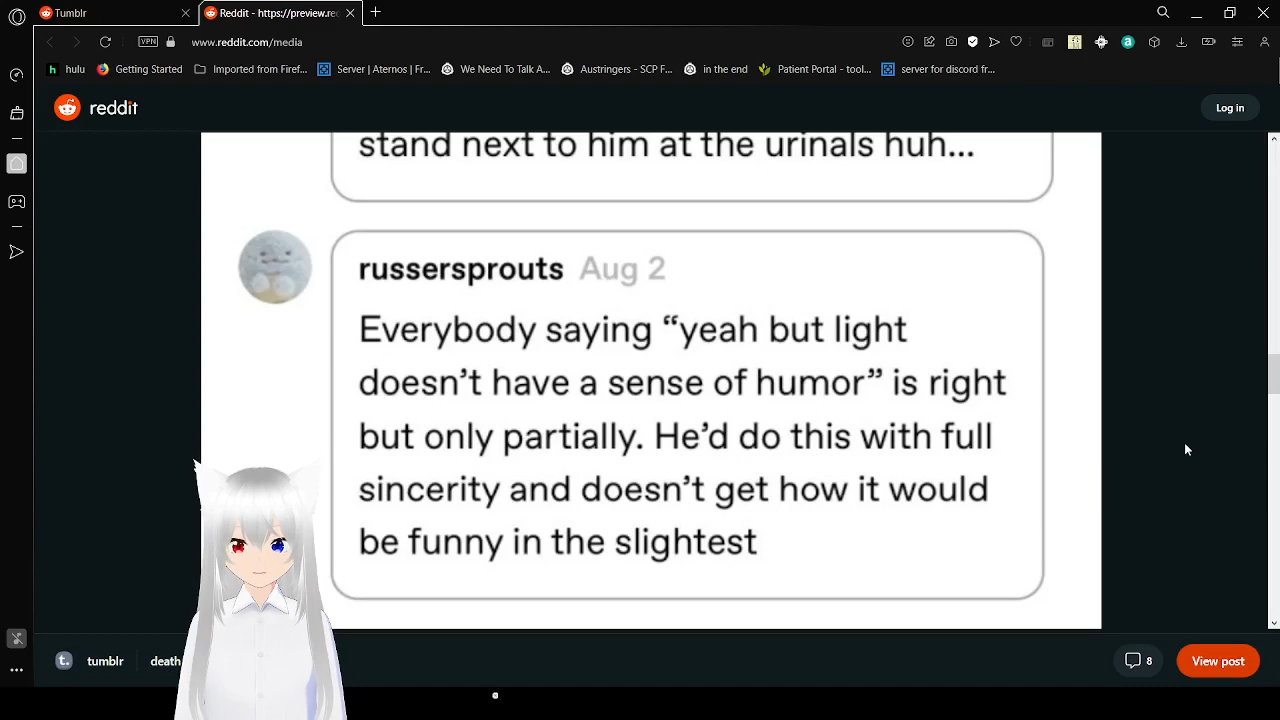 Tumblr
Reddit - https://preview.red
VPN
www.reddit.com/media
hulu
Getting Started
Imported from Firef...
Server | Aternos | Fr...
We Need To Talk A...
Austringers - SCP F...
in the end
Patient Portal - tool...
server for discord fr...
reddit
Log in
stand next to him at the urinals huh...
russersprouts Aug 2
Everybody saying “yeah but light
doesn’t have a sense of humor” is right
but only partially. He’d do this with full
sincerity and doesn’t get how it would
be funny in the slightest
t.
tumblr
death
8
View post